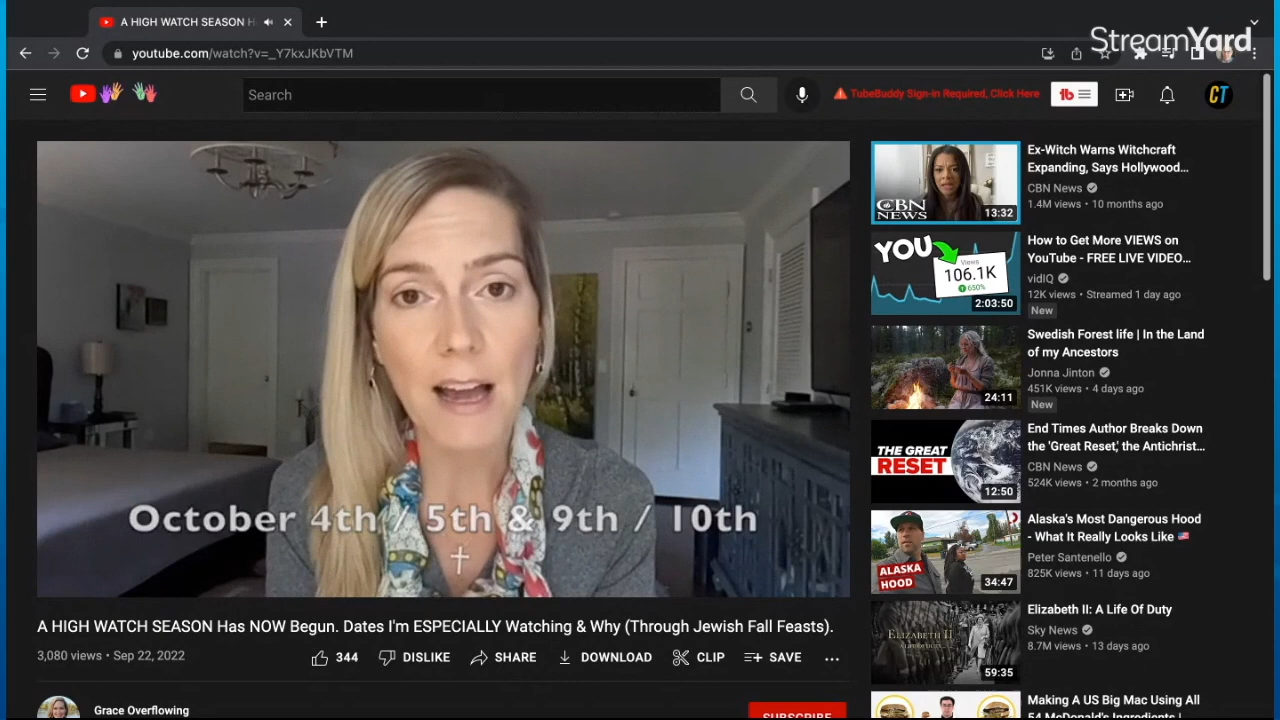 A HIGH WATCH SEASON H
StreamYard
youtube.com/watch?v=_Y7kxJKbVTM
Search
TubeBuddy Sign-in Required, Click Here
tb
CT
October 4th / 5th & 9th / 10th
A HIGH WATCH SEASON Has NOW Begun. Dates I'm ESPECIALLY Watching & Why (Through Jewish Fall Feasts).
3,080 views • Sep 22, 2022
344
DISLIKE
SHARE
DOWNLOAD
CLIP
SAVE
Grace Overflowing
SUBSCRIBE
CBN
NEWS
13:32
Ex-Witch Warns Witchcraft
Expanding, Says Hollywood...
CBN News
1.4M views • 10 months ago
YOU
Views
106.1K
650%
2:03:50
How to Get More VIEWS on
YouTube - FREE LIVE VIDEO...
vidIQ
12K views • Streamed 1 day ago
New
24:11
Swedish Forest life | In the Land
of my Ancestors
Jonna Jinton
451K views • 4 days ago
New
THE GREAT
RESET
12:50
End Times Author Breaks Down
the 'Great Reset,' the Antichrist...
CBN News
524K views • 2 months ago
ALASKA
HOOD
34:47
Alaska's Most Dangerous Hood
- What It Really Looks Like 🇺🇸
Peter Santenello
825K views • 11 days ago
ELIZABETH II
59:35
Elizabeth II: A Life Of Duty
Sky News
8.7M views • 13 days ago
Making A US Big Mac Using All
54 McDonald's Ingredients |